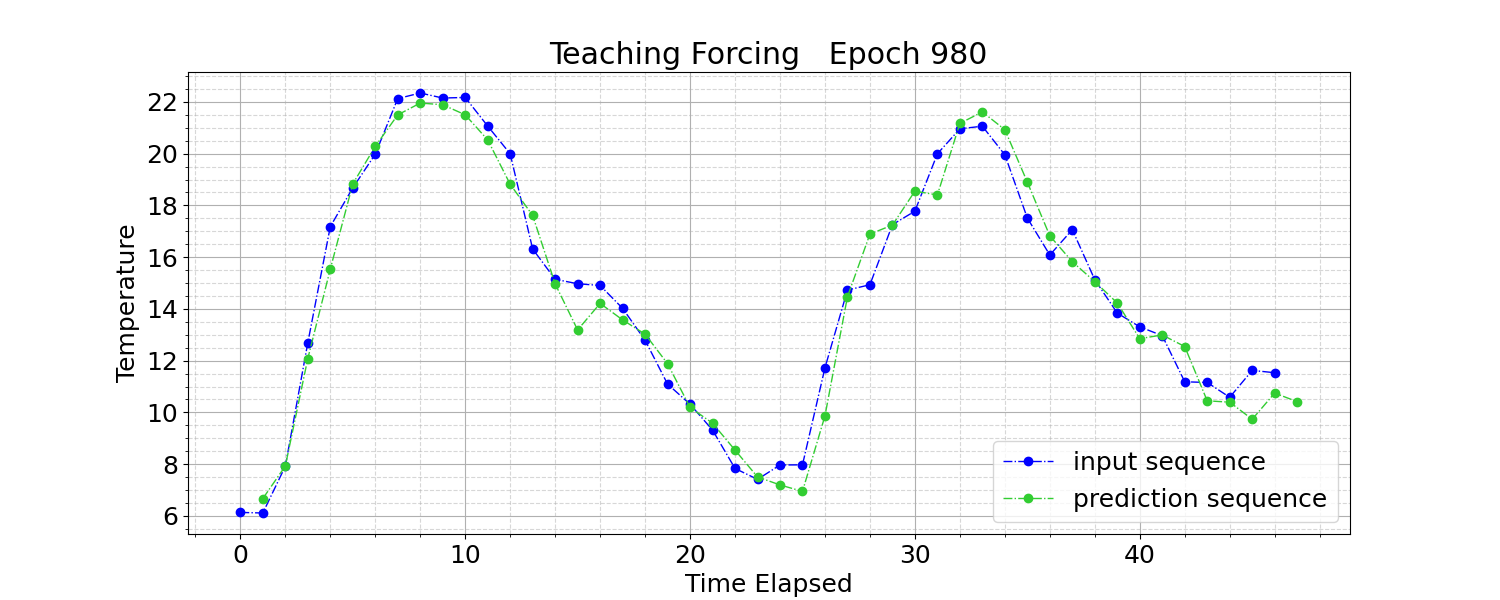 Teaching Forcing   Epoch 980
Temperature
22
20
18
16
14
12
10
8
6
0 10 20 30 40
Time Elapsed
input sequence
prediction sequence